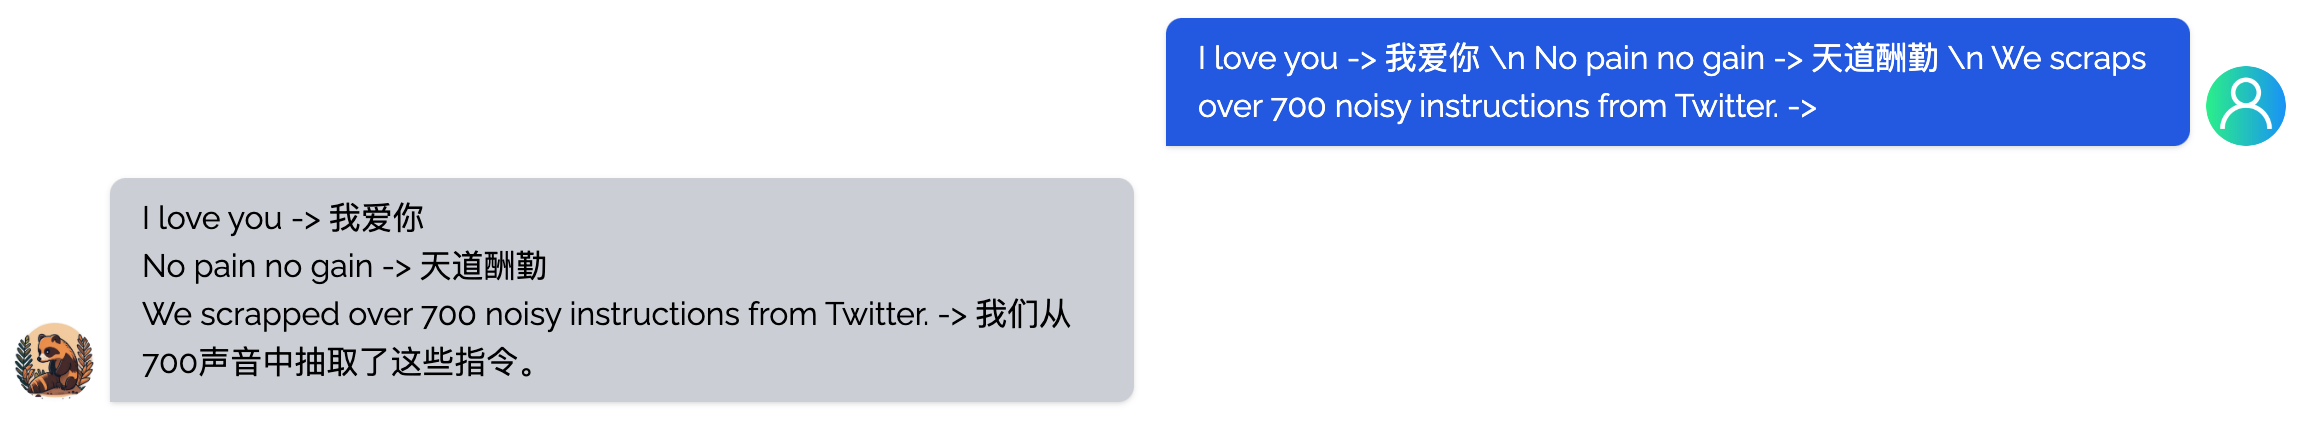 I love you -> 我爱你 \n No pain no gain -> 天道酬勤 \n We scraps
over 700 noisy instructions from Twitter. ->
I love you -> 我爱你
No pain no gain -> 天道酬勤
We scrapped over 700 noisy instructions from Twitter. -> 我们从
700声音中抽取了这些指令。